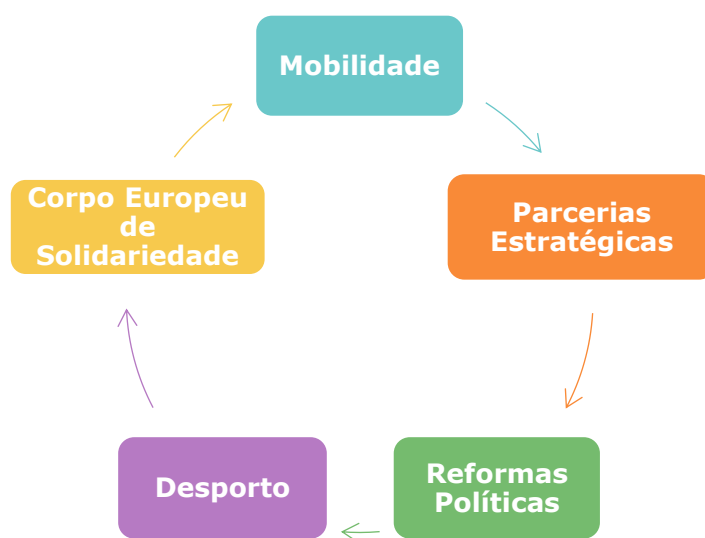 Mobilidade
Parcerias
Estratégicas
Reformas
Políticas
Desporto
Corpo Europeu
de
Solidariedade